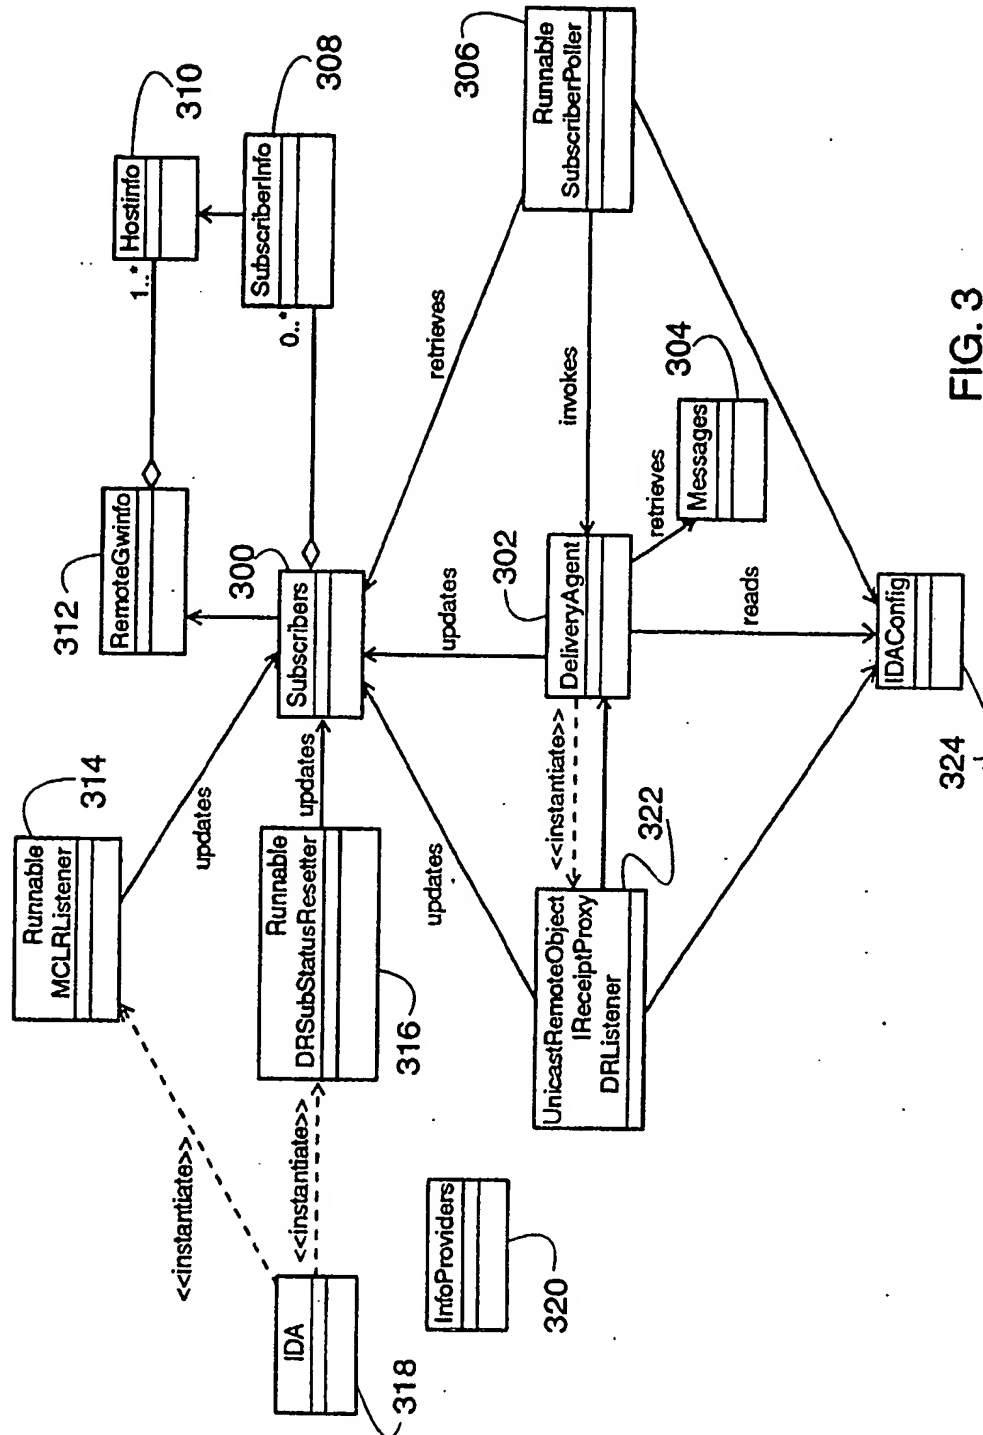 310
Hostinfo
1..*
308
SubscriberInfo
0..*
306
Runnable
SubscriberPoller
312
RemoteGwinfo
300
Subscribers
retrieves
invokes
304
Messages
retrieves
302
DeliveryAgent
updates
reads
IDAConfig
324
314
Runnable
MCLRListener
updates
Runnable
DRSubStatusResetter
316
updates
updates
<<instantiate>>
322
UnicastRemoteObject
IReceiptProxy
DRListener
<<instantiate>>
<<instantiate>>
IDA
318
InfoProviders
320
FIG. 3